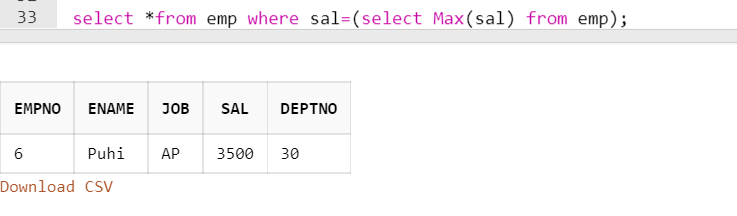 33 select *from emp where sal=(select Max(sal) from emp);
EMPNO ENAME JOB SAL DEPTNO
6 Puhi AP 3500 30
Download CSV